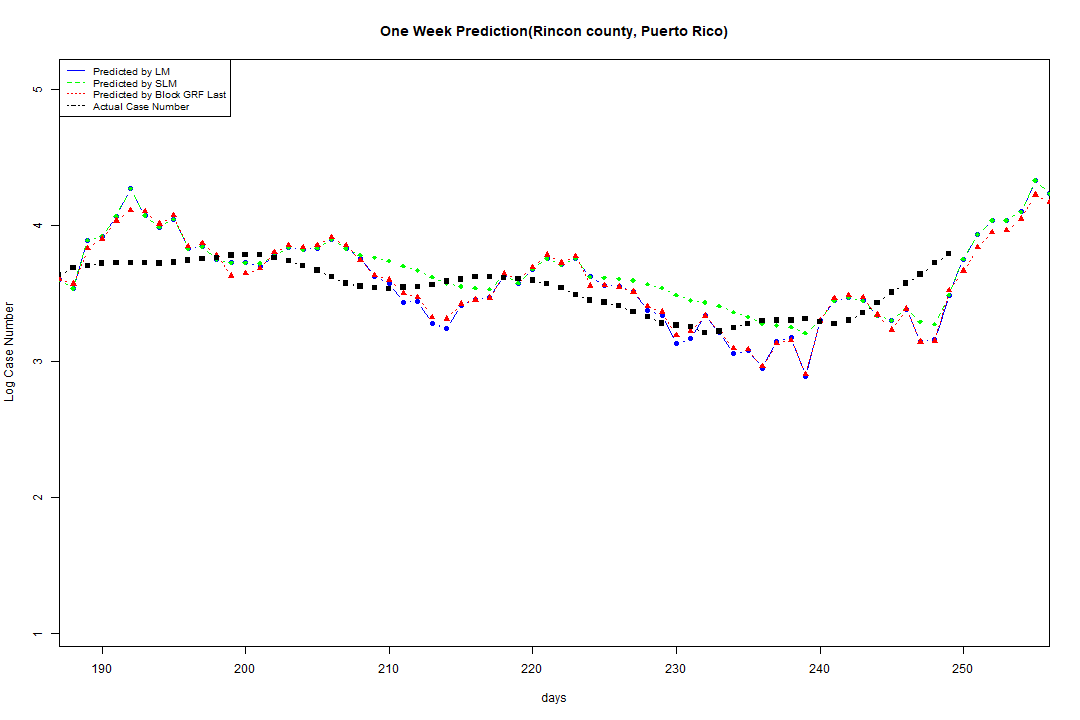 One Week Prediction(Rincon county, Puerto Rico)
Predicted by LM
Predicted by SLM
Predicted by Block GRF Last
Actual Case Number
5
4
3
2
1
Log Case Number
190 200 210 220 230 240 250
days